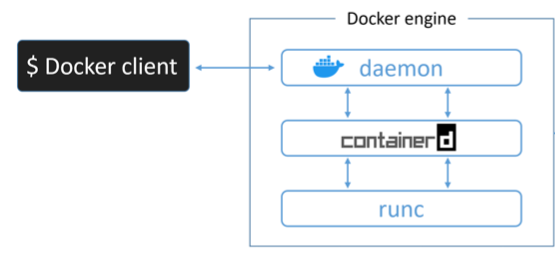 Docker engine
$ Docker client
daemon
containerd
runc